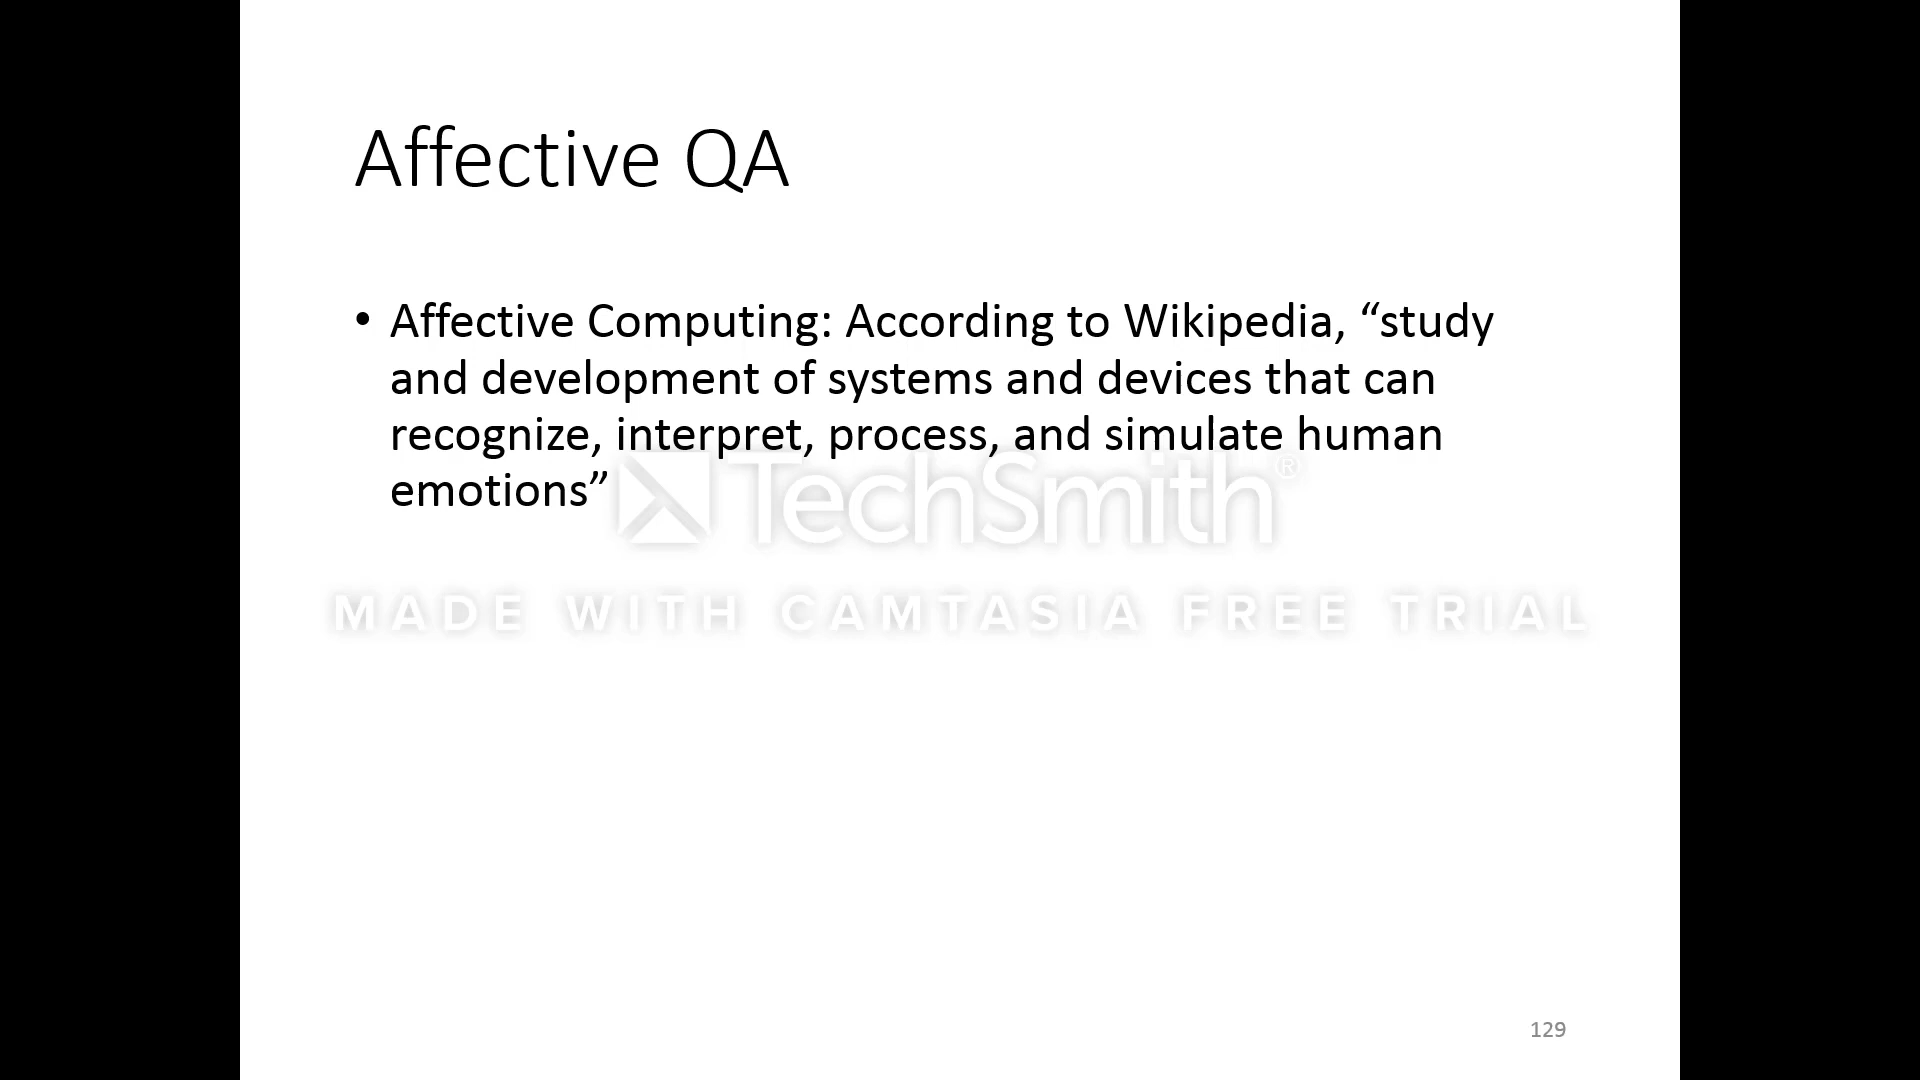 Affective QA
• Affective Computing: According to Wikipedia, “study
and development of systems and devices that can
recognize, interpret, process, and simulate human
emotions”
TechSmith®
MADE WITH CAMTASIA FREE TRIAL
129